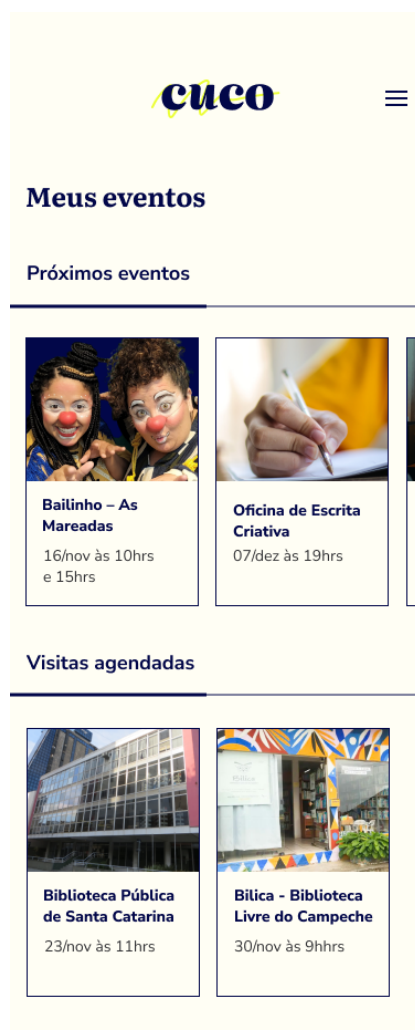 cuco
Meus eventos
Próximos eventos
Bailinho – As
Mareadas
16/nov às 10hrs
e 15hrs
Oficina de Escrita
Criativa
07/dez às 19hrs
Visitas agendadas
Bilica
Biblioteca Pública
de Santa Catarina
23/nov às 11hrs
Bilica - Biblioteca
Livre do Campeche
30/nov às 9hhrs